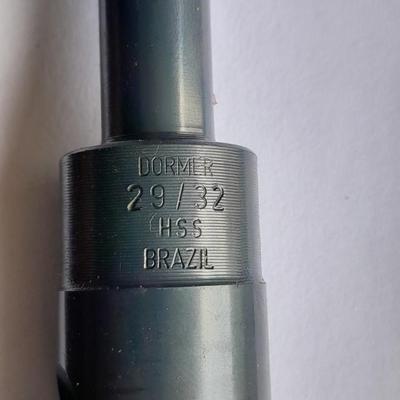 DORMER
29/32
HSS
BRAZIL